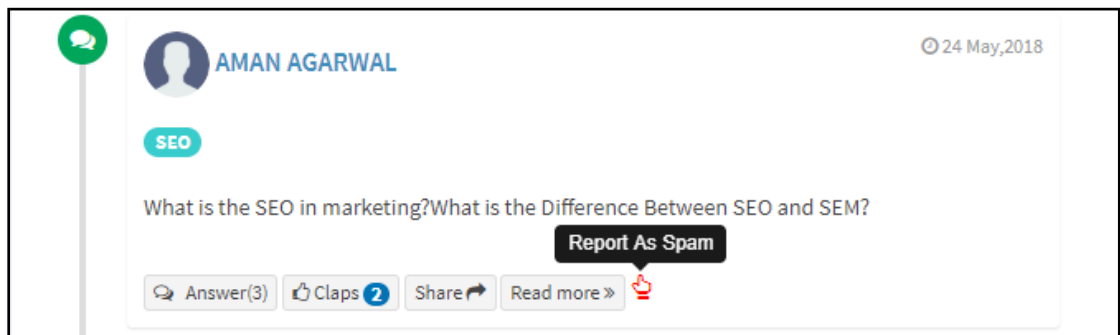 AMAN AGARWAL
24 May,2018
SEO
What is the SEO in marketing?What is the Difference Between SEO and SEM?
Report As Spam
Answer(3) Claps 2 Share Read more »